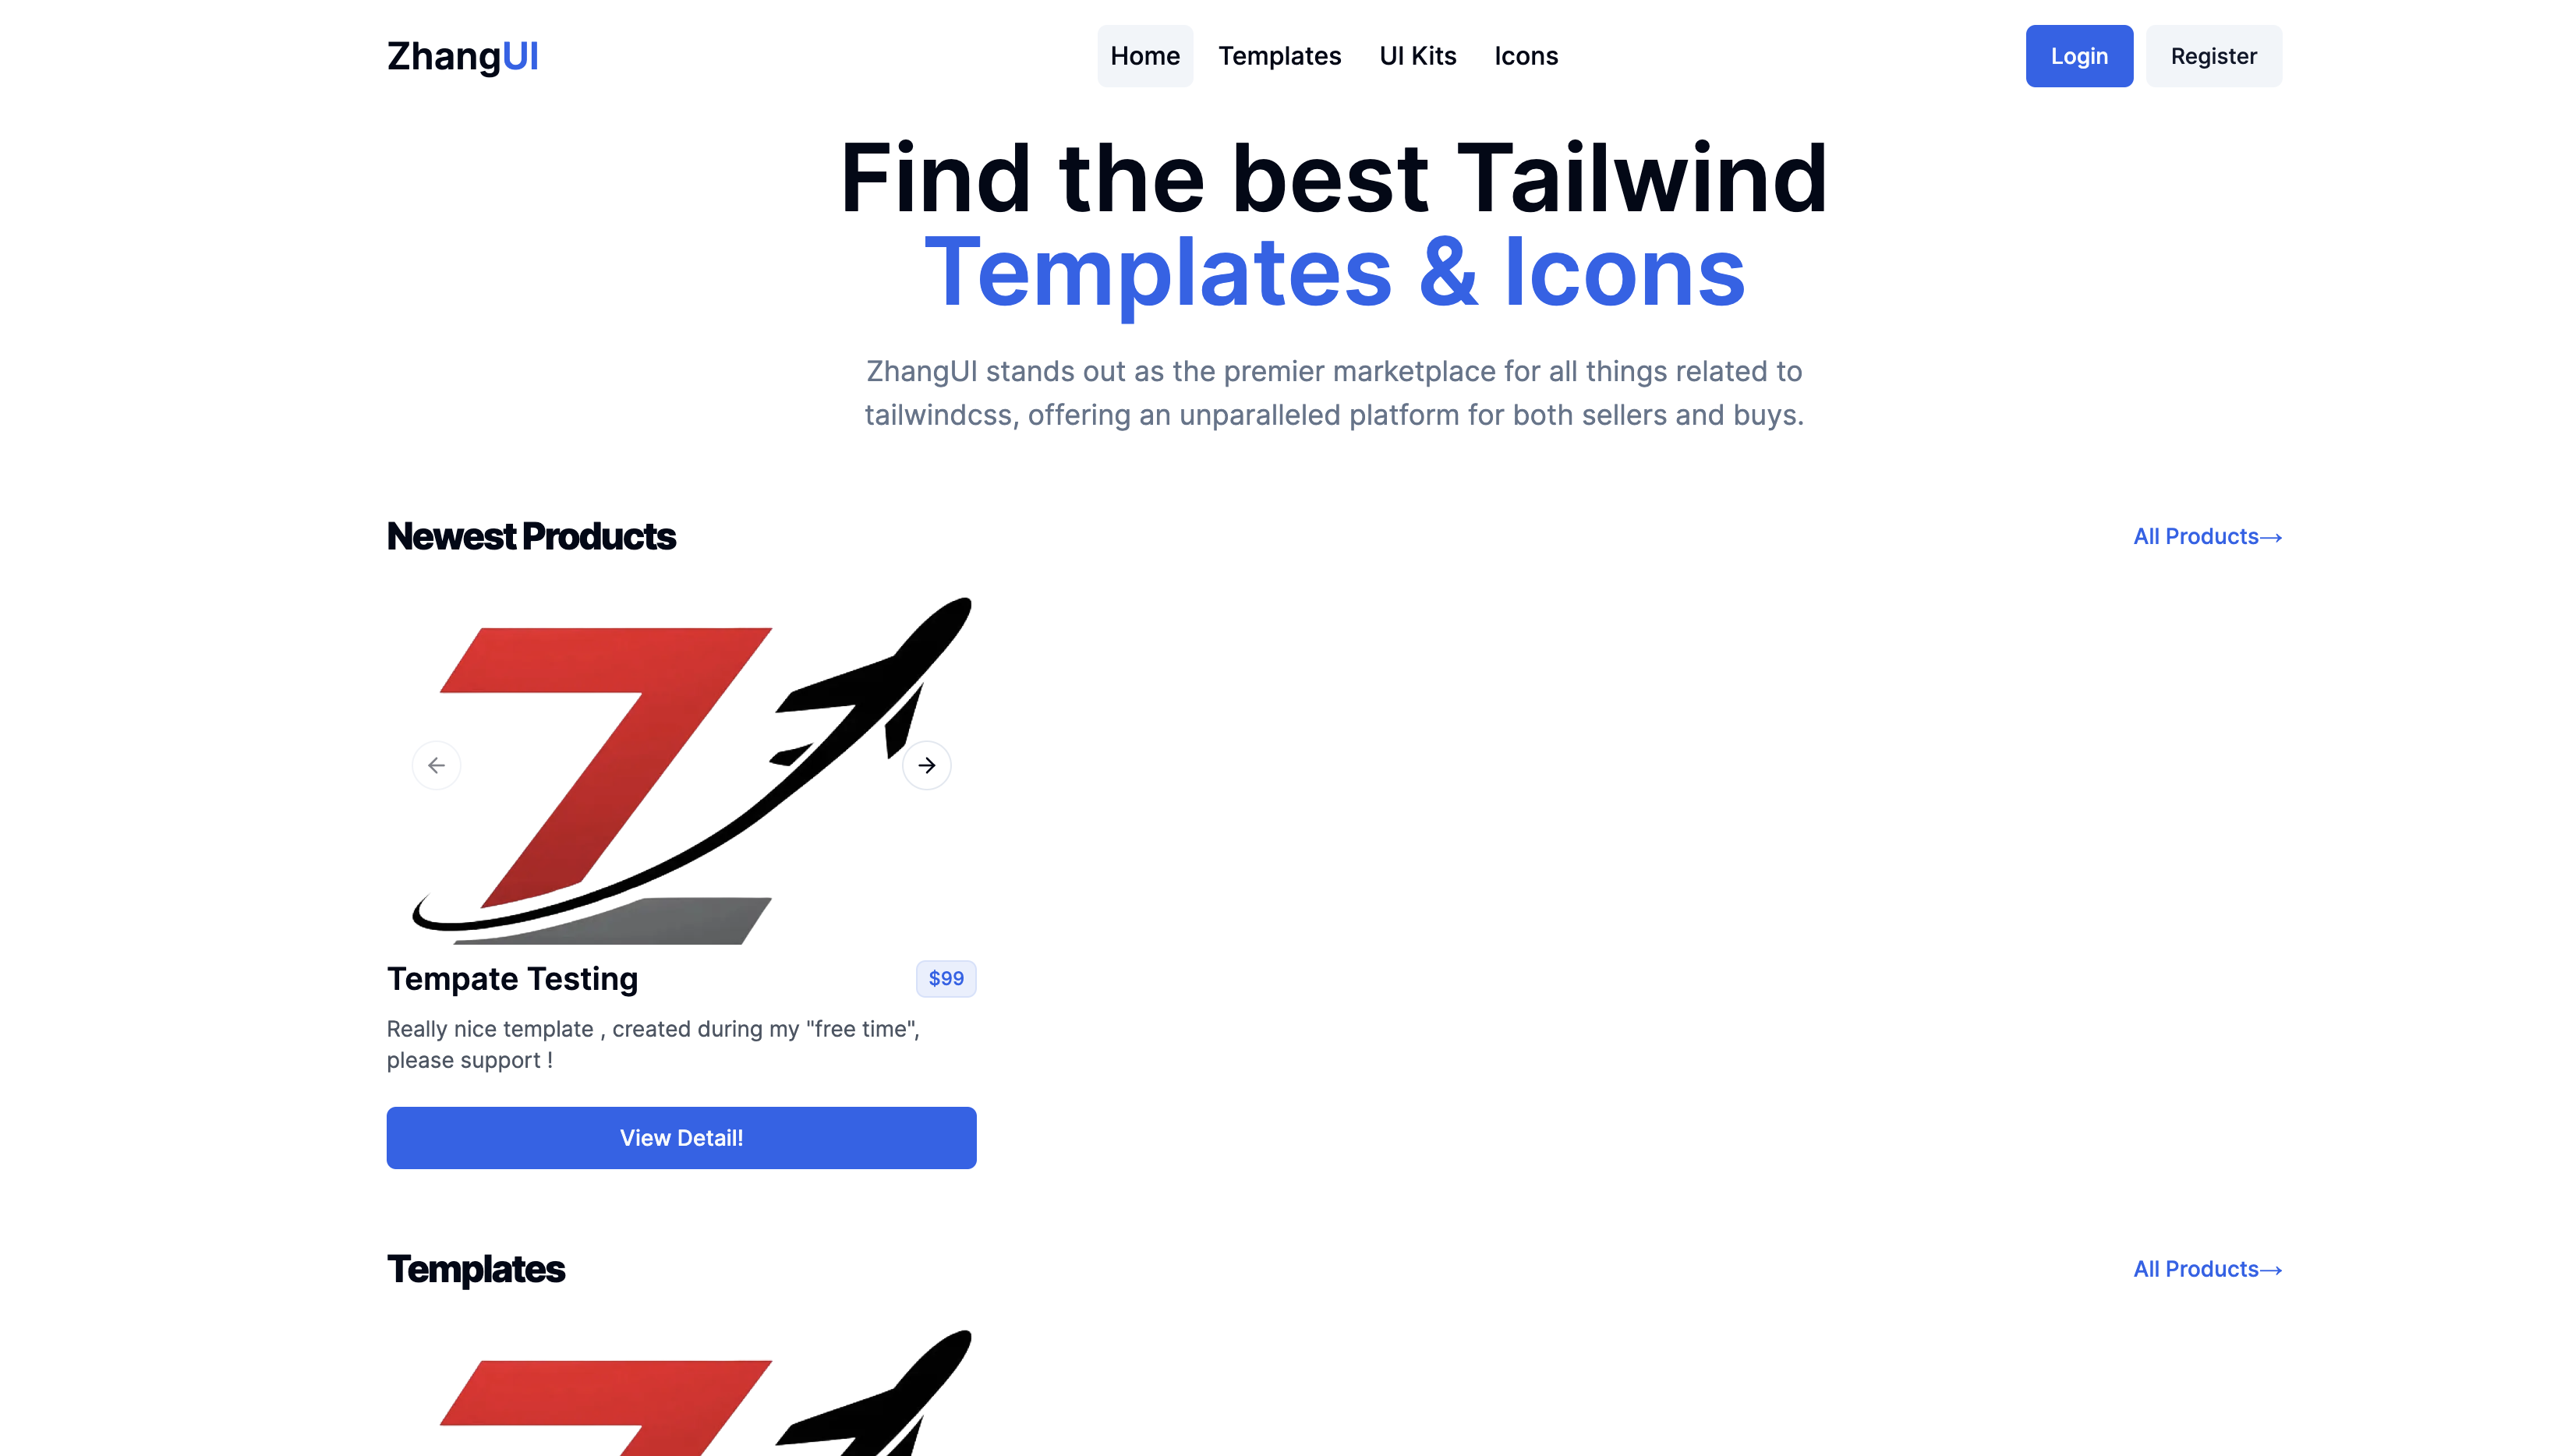 ZhangUI
Home Templates UI Kits Icons
Login Register
Find the best Tailwind
Templates & Icons
ZhangUI stands out as the premier marketplace for all things related to
tailwindcss, offering an unparalleled platform for both sellers and buys.
Newest Products
All Products→
Tempate Testing
$99
Really nice template , created during my "free time",
please support !
View Detail!
Templates
All Products→